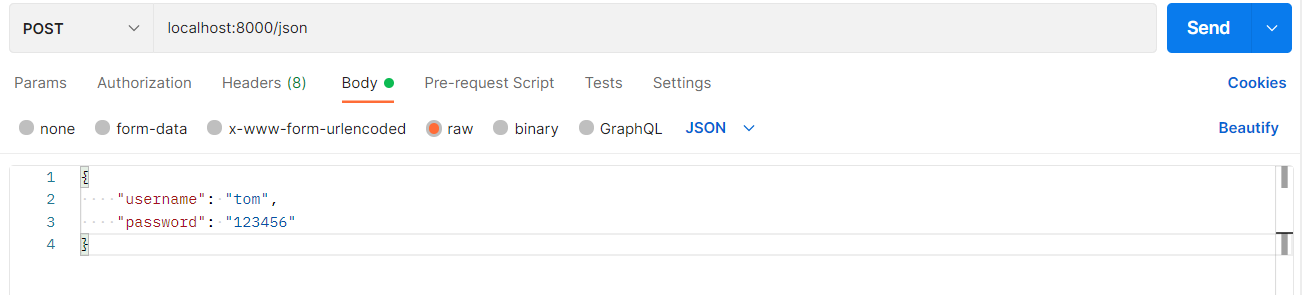 POST localhost:8000/json Send
Params Authorization Headers (8) Body Pre-request Script Tests Settings Cookies
none form-data x-www-form-urlencoded raw binary GraphQL JSON Beautify
1 {
2 "username": "tom",
3 "password": "123456"
4 }